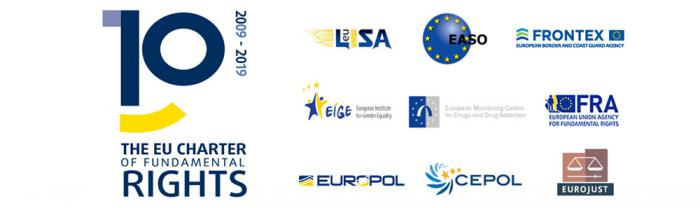 10
2009 - 2019
THE EU CHARTER
OF FUNDAMENTAL
RIGHTS
eu
LISA
EASO
FRONTEX
EUROPEAN BORDER AND COAST GUARD AGENCY
EIGE
European Institute
for Gender Equality
European Monitoring Centre
for Drugs and Drug Addiction
FRA
EUROPEAN UNION AGENCY
FOR FUNDAMENTAL RIGHTS
EUROPOL
CEPOL
EUROJUST